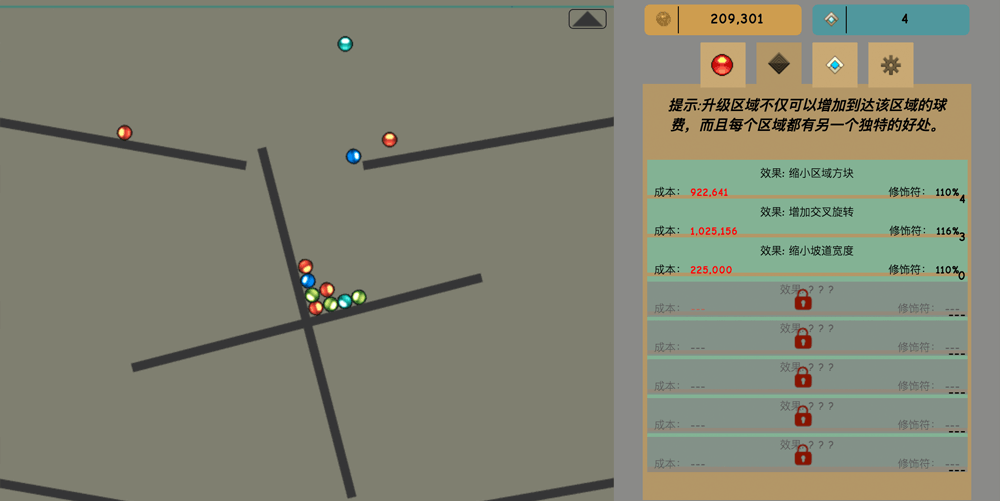 209,301
4
提示:升级区域不仅可以增加到达该区域的球
费，而且每个区域都有另一个独特的好处。
效果: 缩小区域方块
成本: 922,641 修饰符: 110%
4
效果: 增加交叉旋转
成本: 1,025,156 修饰符: 116%
3
效果: 缩小坡道宽度
成本: 225,000 修饰符: 110%
0
效果: ? ? ?
成本: --- 修饰符: ---
---
效果: ? ? ?
成本: --- 修饰符: ---
---
效果: ? ? ?
成本: --- 修饰符: ---
---
效果: ? ? ?
成本: --- 修饰符: ---
---
效果: ? ? ?
成本: --- 修饰符: ---
---